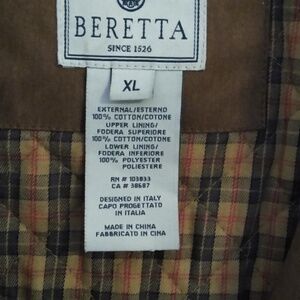 BERETTA
SINCE 1526
XL
EXTERNAL/ESTERNO
100% COTTON/COTONE
UPPER LINING/
FODERA SUPERIORE
100% COTTON/COTONE
LOWER LINING/
FODERA INFERIORE
100% POLYESTER
POLIESTERE
RN # 103833
CA # 38687
DESIGNED IN ITALY
CAPO PROGETTATO
IN ITALIA
MADE IN CHINA
FABBRICATO IN CINA